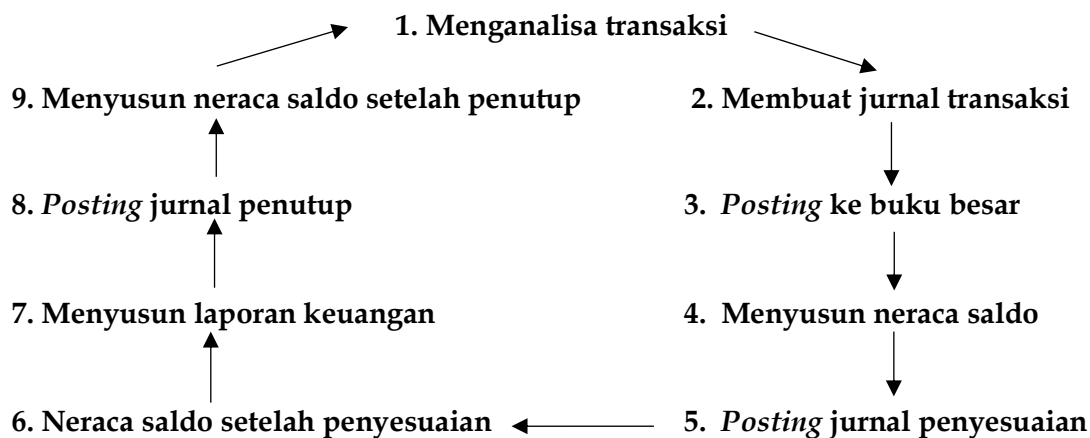 1. Menganalisa transaksi
2. Membuat jurnal transaksi
3. Posting ke buku besar
4. Menyusun neraca saldo
5. Posting jurnal penyesuaian
6. Neraca saldo setelah penyesuaian
7. Menyusun laporan keuangan
8. Posting jurnal penutup
9. Menyusun neraca saldo setelah penutup